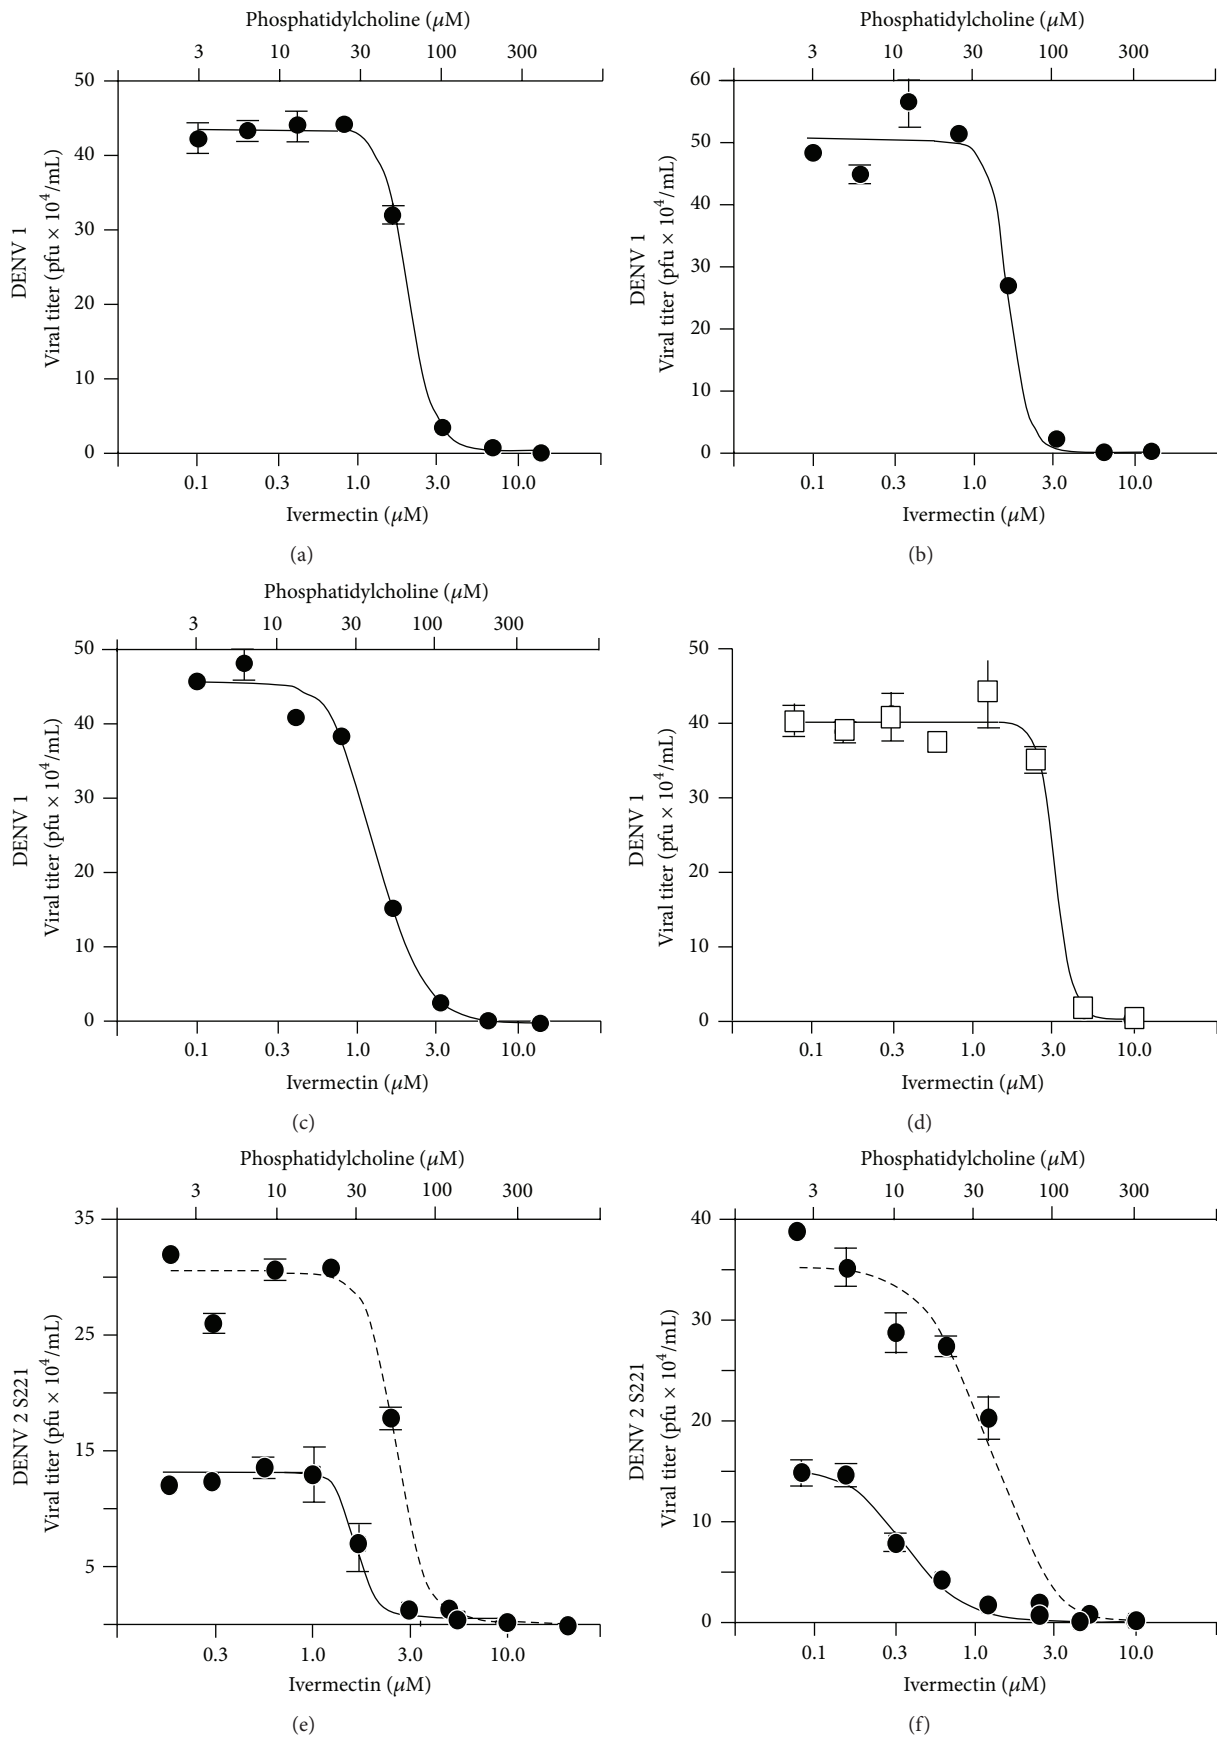 Phosphatidylcholine (μM)
3 10 30 100 300
50
40
30
20
10
0
DENV 1
Viral titer (pfu × 10⁴/mL)
0.1 0.3 1.0 3.0 10.0
Ivermectin (μM)
(a)
Phosphatidylcholine (μM)
3 10 30 100 300
60
50
40
30
20
10
0
DENV 1
Viral titer (pfu × 10⁴/mL)
0.1 0.3 1.0 3.0 10.0
Ivermectin (μM)
(b)
Phosphatidylcholine (μM)
3 10 30 100 300
50
40
30
20
10
0
DENV 1
Viral titer (pfu × 10⁴/mL)
0.1 0.3 1.0 3.0 10.0
Ivermectin (μM)
(c)
50
40
30
20
10
0
DENV 1
Viral titer (pfu × 10⁴/mL)
0.1 0.3 1.0 3.0 10.0
Ivermectin (μM)
(d)
Phosphatidylcholine (μM)
3 10 30 100 300
35
25
15
5
DENV 2 S221
Viral titer (pfu × 10⁴/mL)
0.3 1.0 3.0 10.0
Ivermectin (μM)
(e)
Phosphatidylcholine (μM)
3 10 30 100 300
40
30
20
10
0
DENV 2 S221
Viral titer (pfu × 10⁴/mL)
0.1 0.3 1.0 3.0 10.0
Ivermectin (μM)
(f)